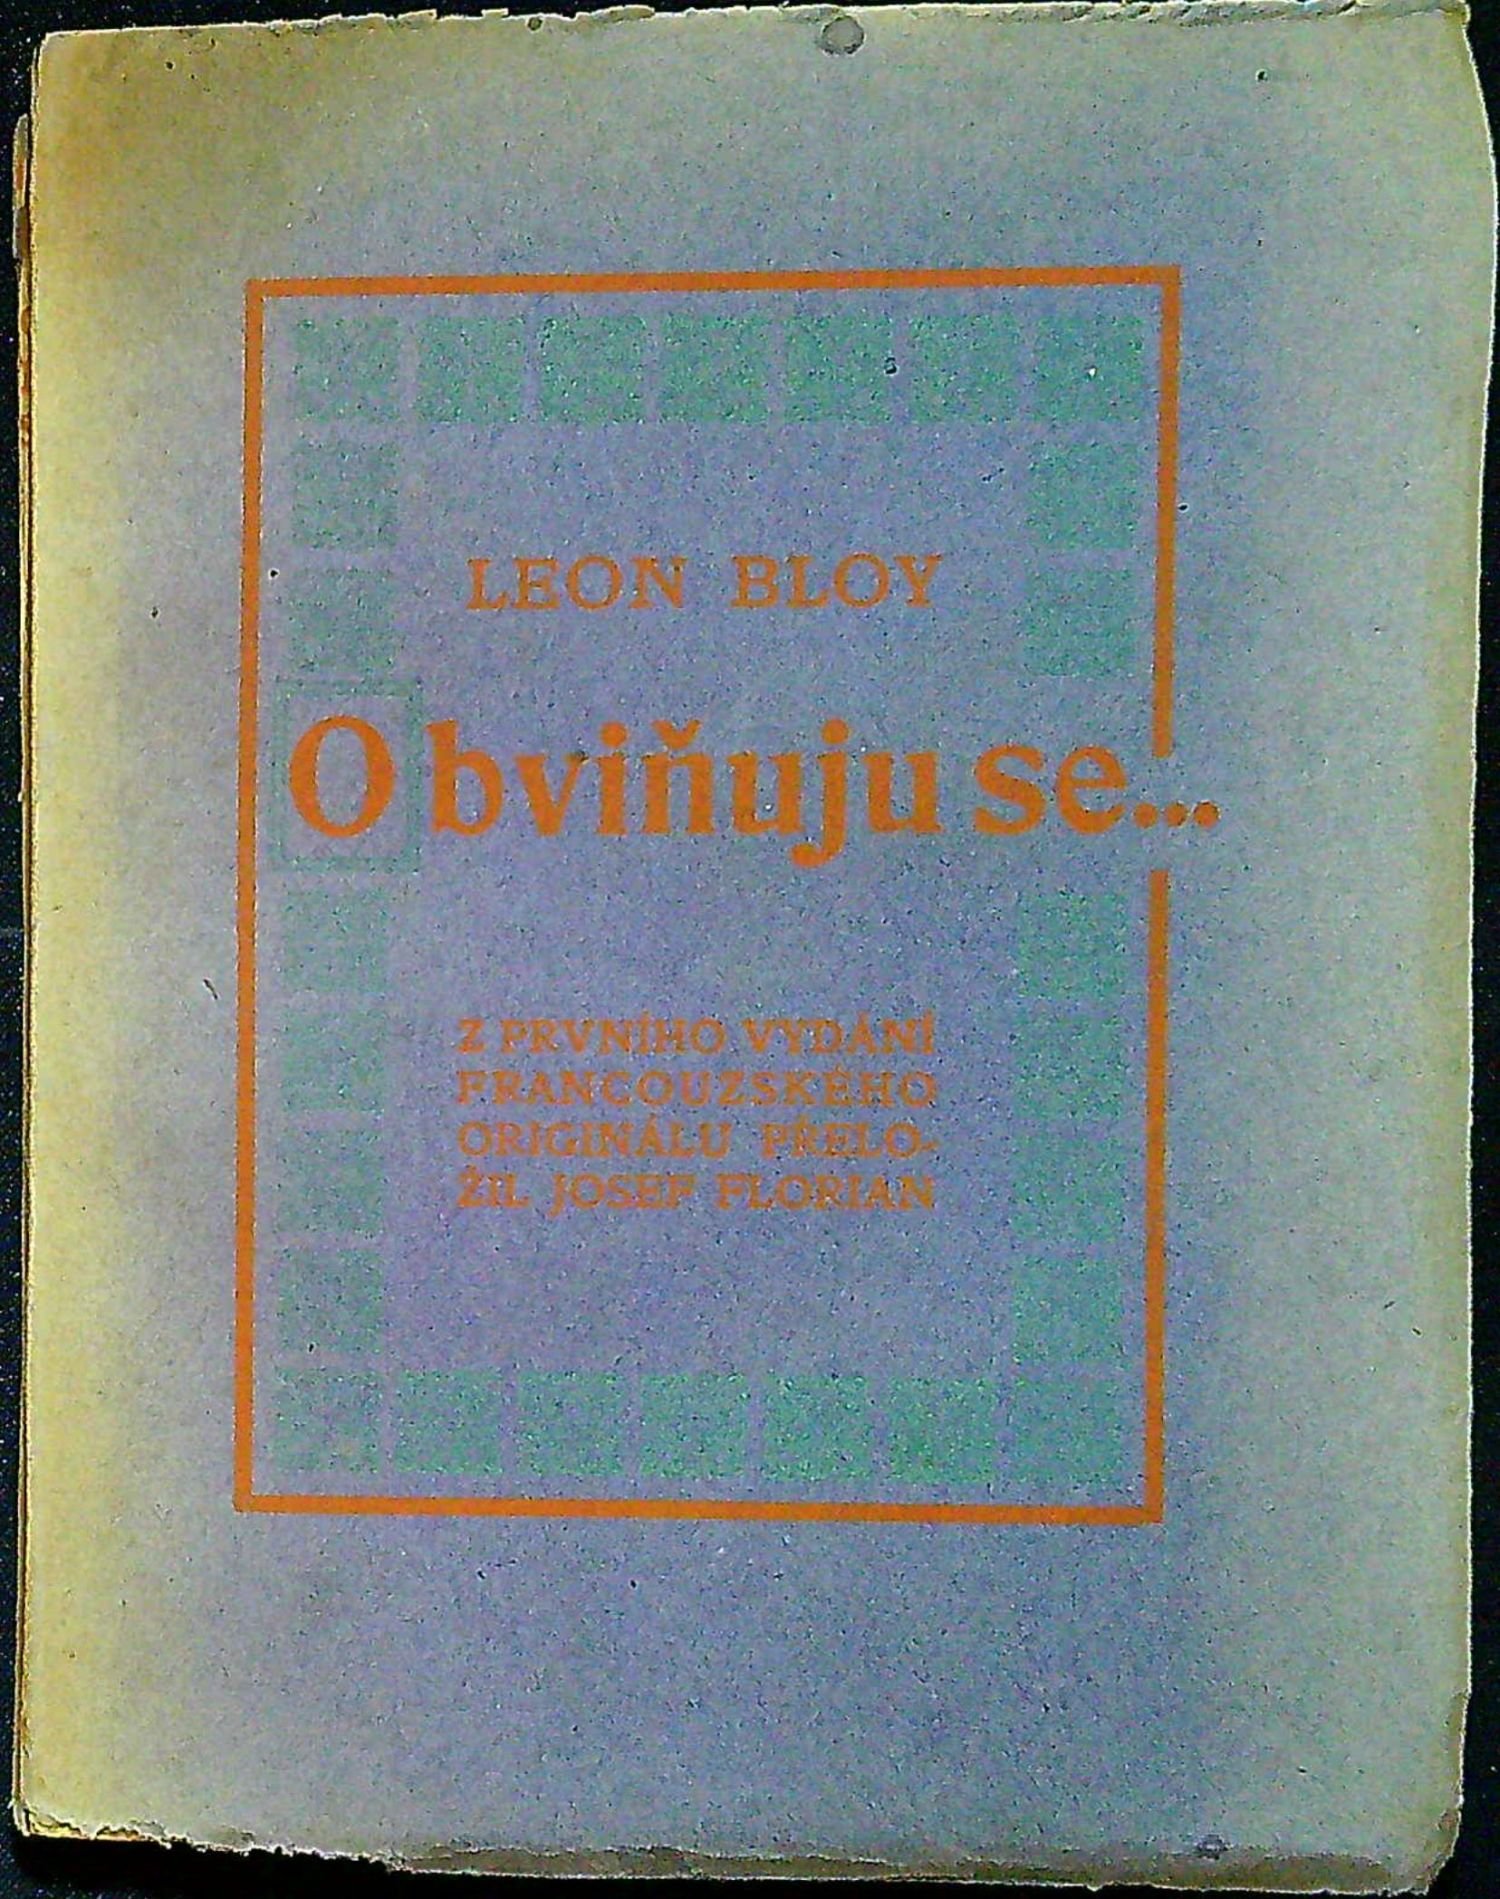 LEON BLOY
Obviňuju se...
Z PRVNÍHO VYDÁNÍ
FRANCOUZSKÉHO
ORIGINÁLU PŘELO-
ŽIL JOSEF FLORIAN